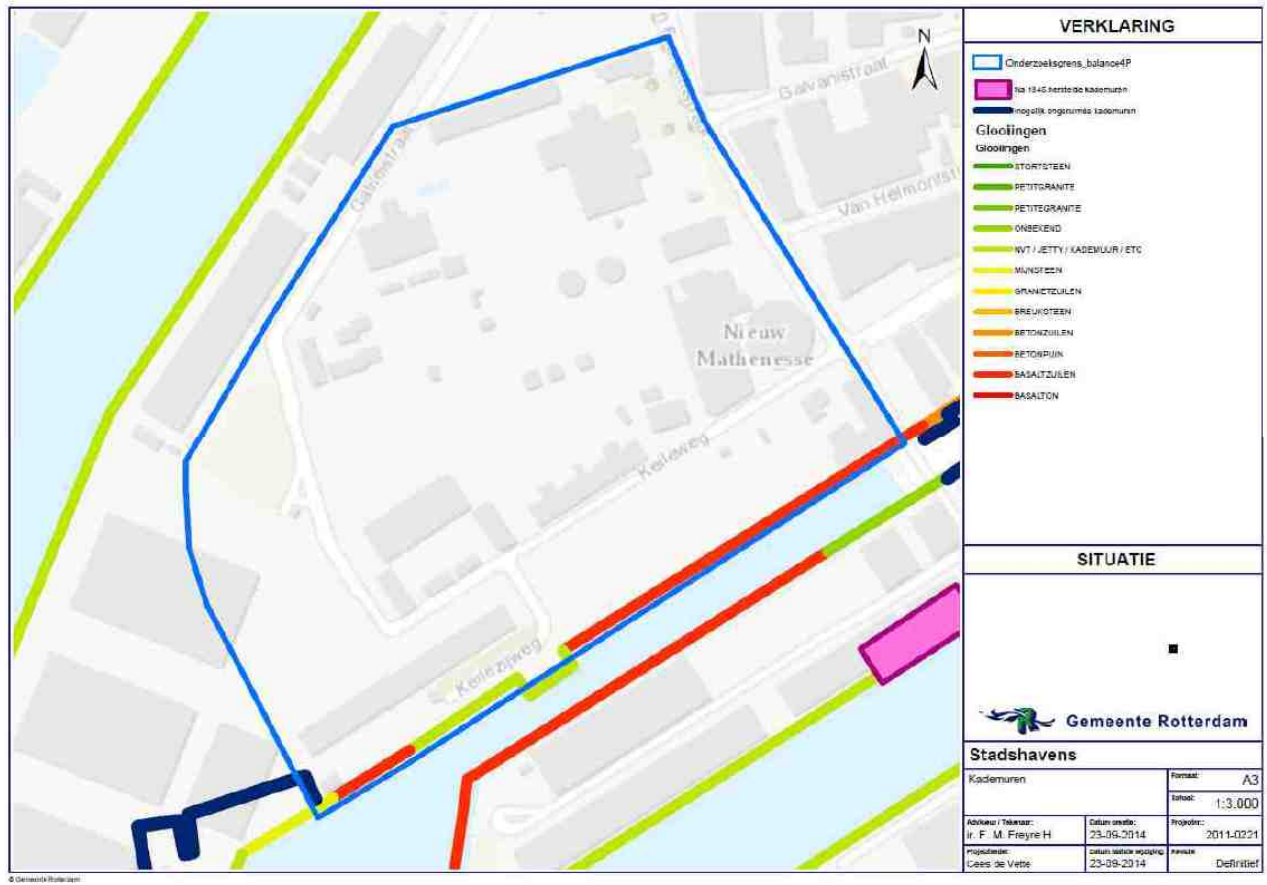 Galvanistraat
Van Helmontstr
Galileistraat
Nieuw
Mathenesse
Keileweg
Keilezijweg
N
VERKLARING
Onderzoeksgrens_balance4P
Na 1945 herstelde kademuren
mogelijk ongeruimde kademuren
Glooiingen
Glooiingen
STORTSTEEN
PETITGRANITE
PETITEGRANITE
ONBEKEND
NVT / JETTY / KADEMUUR / ETC
MIJNSTEEN
GRANIETZUILEN
BREUKSTEEN
BETONZUILEN
BETONPUIN
BASALTZUILEN
BASALTON
SITUATIE
Gemeente Rotterdam
Stadshavens
Kademuren
Formaat: A3
Schaal: 1:3.000
Adviseur / Tekenaar: Datum creatie: Projectnr.:
ir. F. M. Freyre H 23-09-2014 2011-0221
Projectleider: Datum laatste wijziging: Revisie
Cees de Vette 23-09-2014 Definitief
© Gemeente Rotterdam